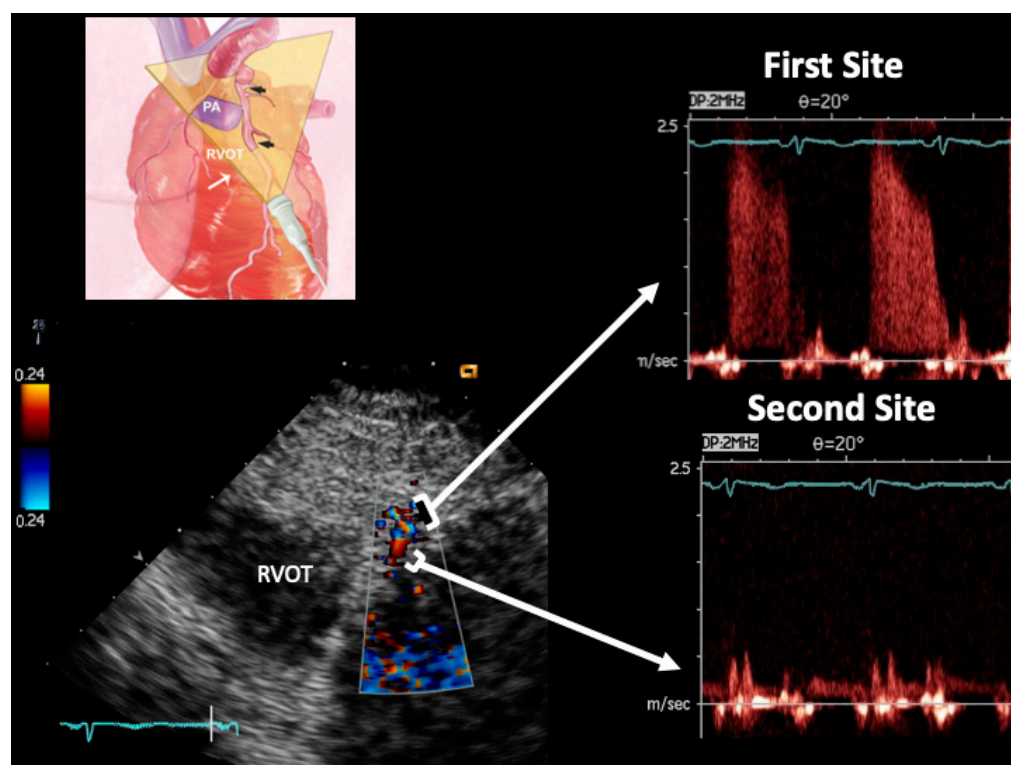 PA
RVOT
First Site
DP:2MHz θ=20°
2.5
π/sec
Second Site
DP:2MHz θ=20°
2.5
m/sec
0.24
0.24
RVOT